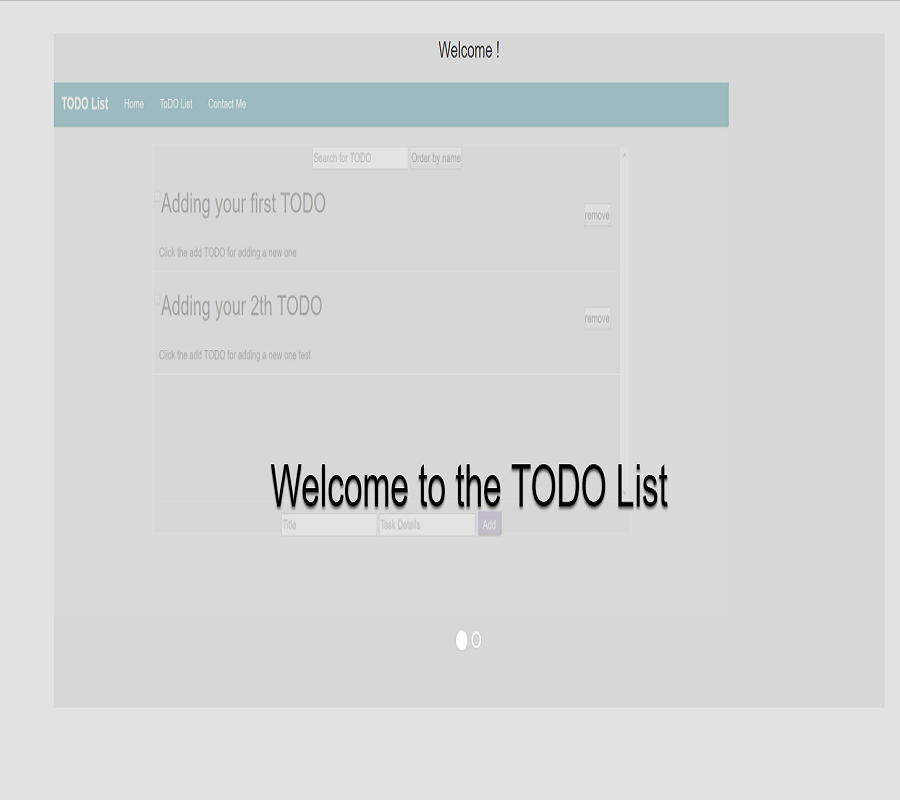 Welcome !
TODO List Home ToDO List Contact Me
Search for TODO Order by name
Adding your first TODO
remove
Click the add TODO for adding a new one
Adding your 2th TODO
remove
Click the add TODO for adding a new one test
Welcome to the TODO List
Title Task Details Add